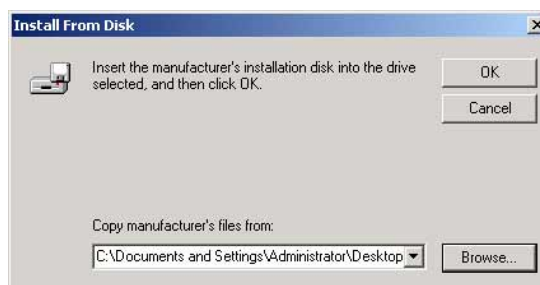 Install From Disk
Insert the manufacturer's installation disk into the drive
selected, and then click OK.
OK
Cancel
Copy manufacturer's files from:
C:\Documents and Settings\Administrator\Desktop
Browse...